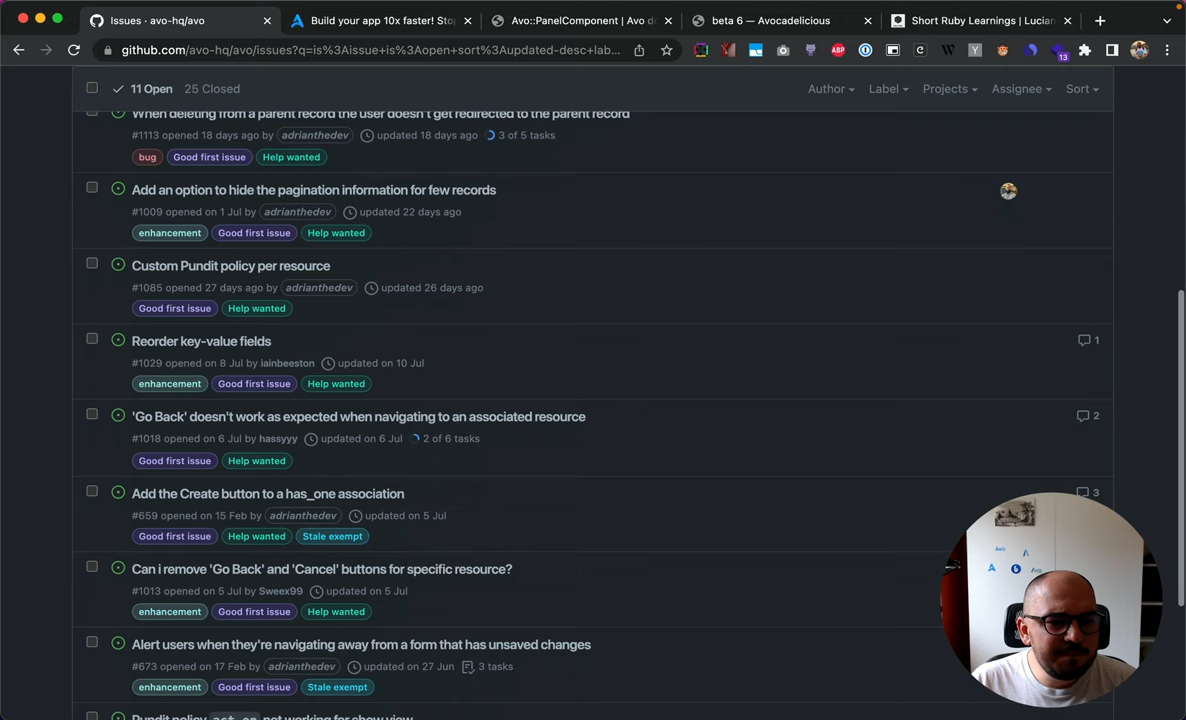 Issues · avo-hq/avo
Build your app 10x faster! Stop
Avo::PanelComponent | Avo do
beta 6 — Avocadelicious
Short Ruby Learnings | Lucian
github.com/avo-hq/avo/issues?q=is%3Aissue+is%3Aopen+sort%3Aupdated-desc+lab...
ABP
13
11 Open 25 Closed
Author Label Projects Assignee Sort
When deleting from a parent record the user doesn't get redirected to the parent record
#1113 opened 18 days ago by adrianthedev updated 18 days ago 3 of 5 tasks
bug Good first issue Help wanted
Add an option to hide the pagination information for few records
#1009 opened on 1 Jul by adrianthedev updated 22 days ago
enhancement Good first issue Help wanted
Custom Pundit policy per resource
#1085 opened 27 days ago by adrianthedev updated 26 days ago
Good first issue Help wanted
Reorder key-value fields 1
#1029 opened on 8 Jul by iainbeeston updated on 10 Jul
enhancement Good first issue Help wanted
'Go Back' doesn't work as expected when navigating to an associated resource 2
#1018 opened on 6 Jul by hassyyy updated on 6 Jul 2 of 6 tasks
Good first issue Help wanted
Add the Create button to a has_one association 3
#659 opened on 15 Feb by adrianthedev updated on 5 Jul
Good first issue Help wanted Stale exempt
Can i remove 'Go Back' and 'Cancel' buttons for specific resource?
#1013 opened on 5 Jul by Sweex99 updated on 5 Jul
enhancement Good first issue Help wanted
Alert users when they're navigating away from a form that has unsaved changes
#673 opened on 17 Feb by adrianthedev updated on 27 Jun 3 tasks
enhancement Good first issue Stale exempt
Pundit policy act_on not working for show view